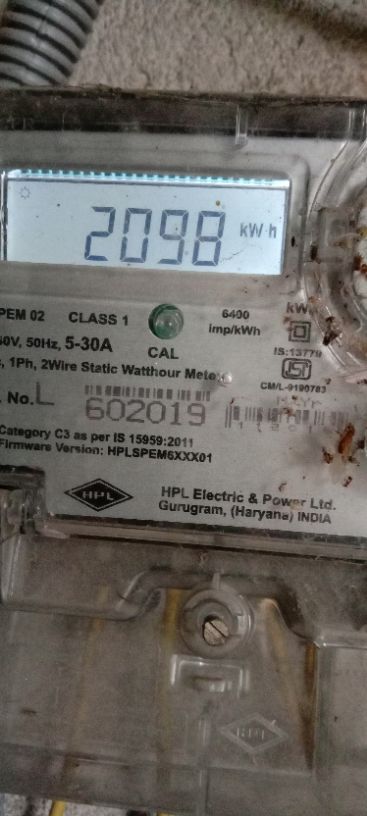 2098 kWh
PEM 02 CLASS 1 6400 imp/kWh
0V, 50Hz, 5-30A CAL
IS:13779
1Ph, 2Wire Static Watthour Meter
CM/L-9190783
No. L 602019
Category C3 as per IS 15959:2011
Firmware Version: HPLSPEM6XXX01
HPL
HPL Electric & Power Ltd.
Gurugram, (Haryana) INDIA
HPL